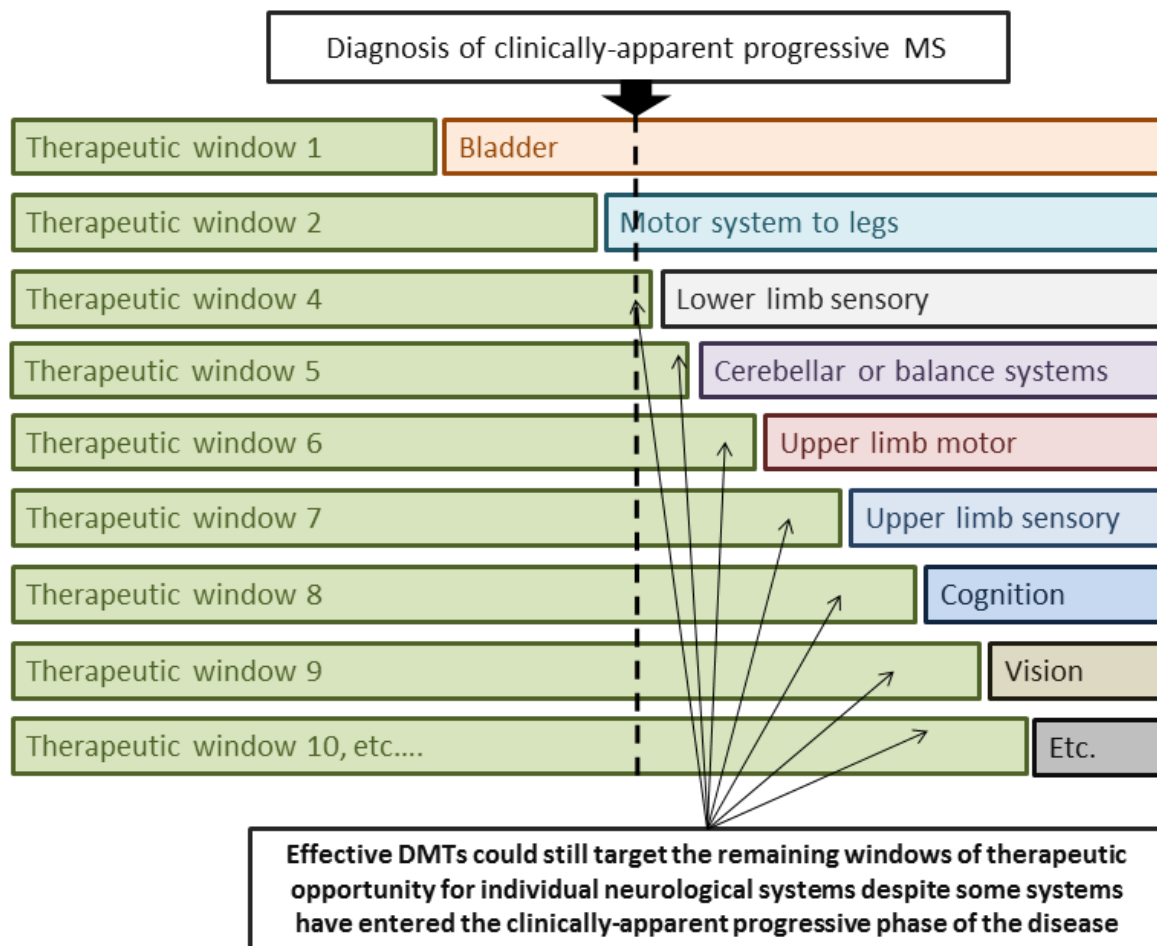 Diagnosis of clinically-apparent progressive MS
Therapeutic window 1
Bladder
Therapeutic window 2
Motor system to legs
Therapeutic window 4
Lower limb sensory
Therapeutic window 5
Cerebellar or balance systems
Therapeutic window 6
Upper limb motor
Therapeutic window 7
Upper limb sensory
Therapeutic window 8
Cognition
Therapeutic window 9
Vision
Therapeutic window 10, etc....
Etc.
Effective DMTs could still target the remaining windows of therapeutic
opportunity for individual neurological systems despite some systems
have entered the clinically-apparent progressive phase of the disease